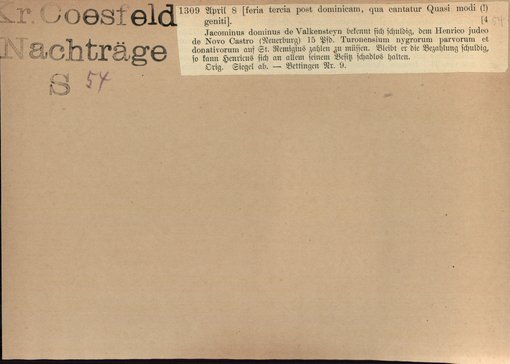 Kr. Coesfeld
Nachträge
S 54
1309 April 8 [feria tercia post dominicam, qua cantatur Quasi modi (!)
geniti]. [4 54
Jacominus dominus de Valkensteyn bekennt sich schuldig, dem Henrico judeo
de Novo Castro (Neuerburg) 15 Pfd. Turonensium nygrorum parvorum et
donativorum auf St. Remigius zahlen zu müssen. Bleibt er die Bezahlung schuldig,
so kann Henricus sich an allem seinem Besitz schadlos halten.
Orig. Siegel ab. — Bettingen Nr. 9.